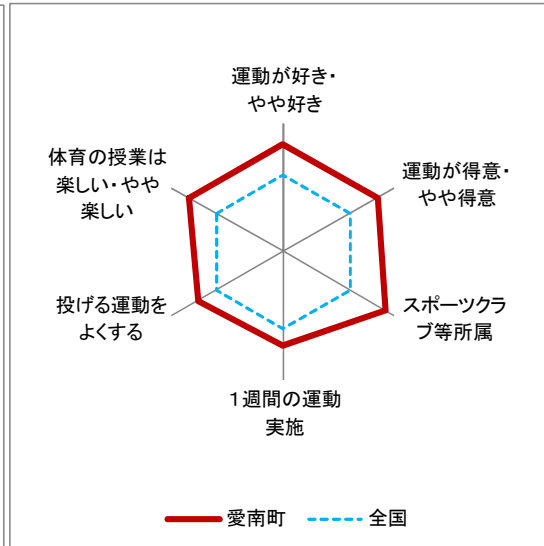 運動が好き・
やや好き
運動が得意・
やや得意
スポーツクラ
ブ等所属
1週間の運動
実施
投げる運動を
よくする
体育の授業は
楽しい・やや
楽しい
愛南町
全国